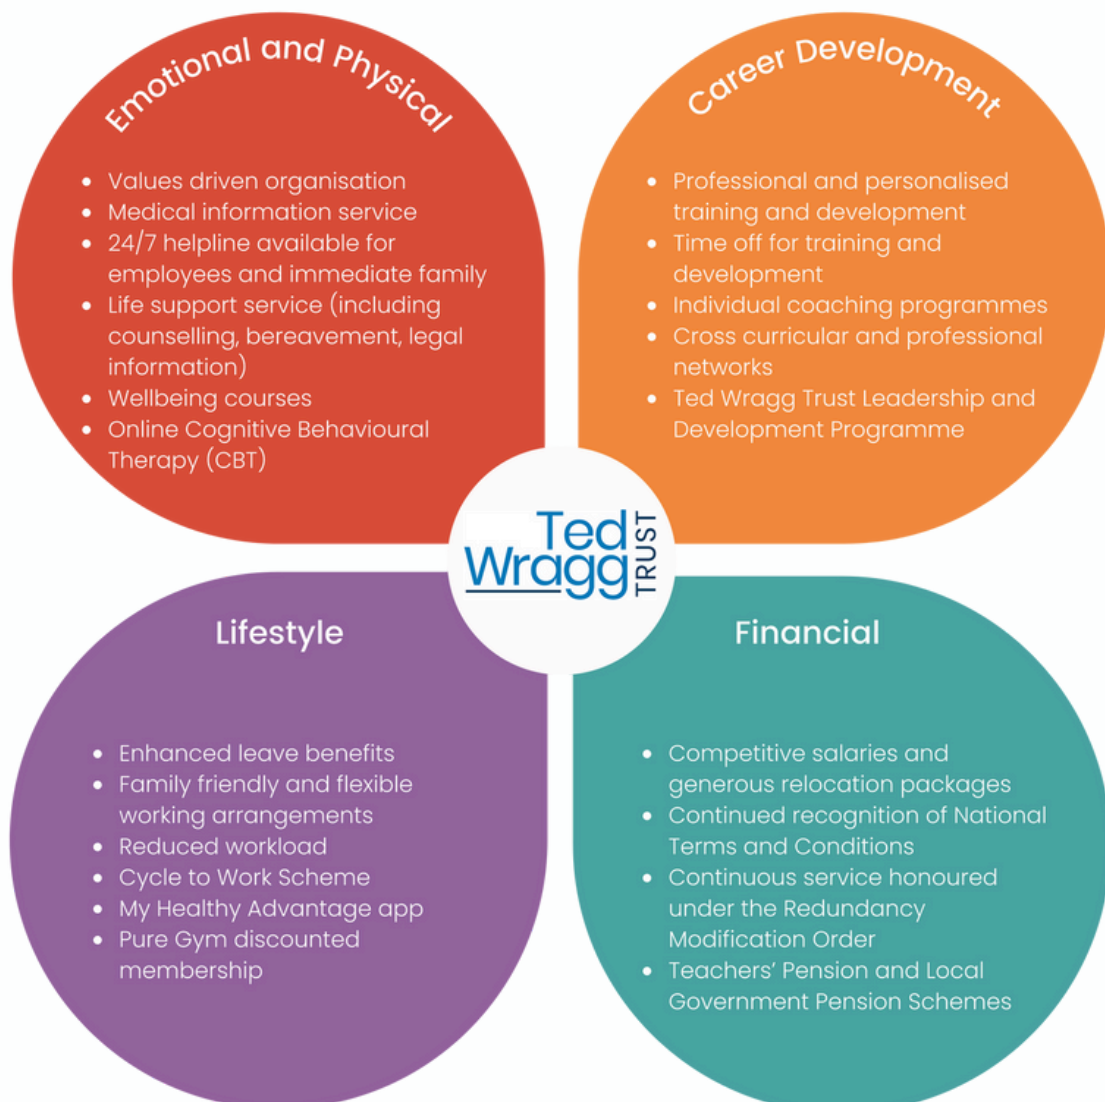 Emotional and Physical
• Values driven organisation
• Medical information service
• 24/7 helpline available for
employees and immediate family
• Life support service (including
counselling, bereavement, legal
information)
• Wellbeing courses
• Online Cognitive Behavioural
Therapy (CBT)
Career Development
• Professional and personalised
training and development
• Time off for training and
development
• Individual coaching programmes
• Cross curricular and professional
networks
• Ted Wragg Trust Leadership and
Development Programme
Ted
Wragg
TRUST
Lifestyle
• Enhanced leave benefits
• Family friendly and flexible
working arrangements
• Reduced workload
• Cycle to Work Scheme
• My Healthy Advantage app
• Pure Gym discounted
membership
Financial
• Competitive salaries and
generous relocation packages
• Continued recognition of National
Terms and Conditions
• Continuous service honoured
under the Redundancy
Modification Order
• Teachers’ Pension and Local
Government Pension Schemes